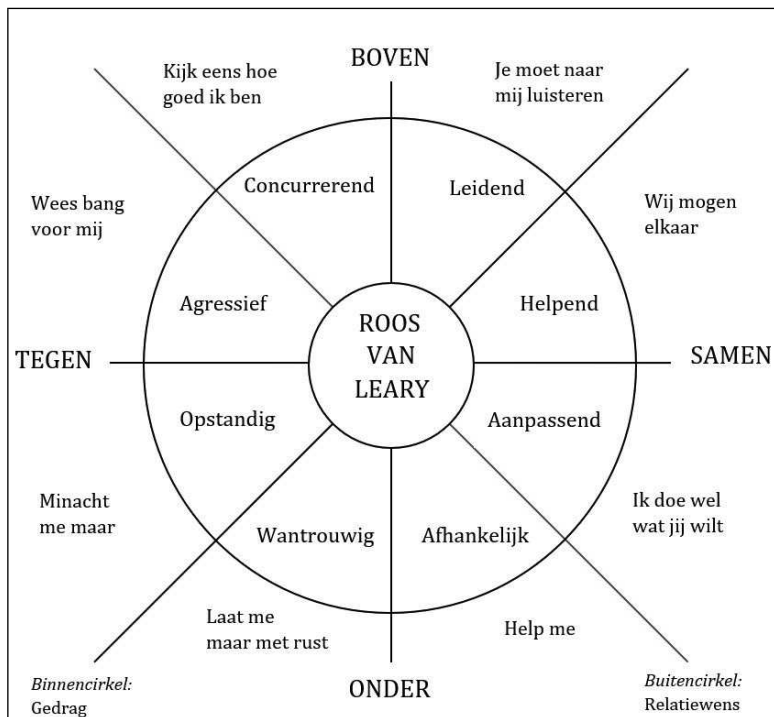 BOVEN
Kijk eens hoe
goed ik ben
Je moet naar
mij luisteren
Concurrerend
Leidend
Wees bang
voor mij
Wij mogen
elkaar
Agressief
Helpend
ROOS
VAN
LEARY
TEGEN
SAMEN
Opstandig
Aanpassend
Minacht
me maar
Ik doe wel
wat jij wilt
Wantrouwig
Afhankelijk
Laat me
maar met rust
Help me
ONDER
Binnencirkel:
Gedrag
Buitencirkel:
Relatiewens